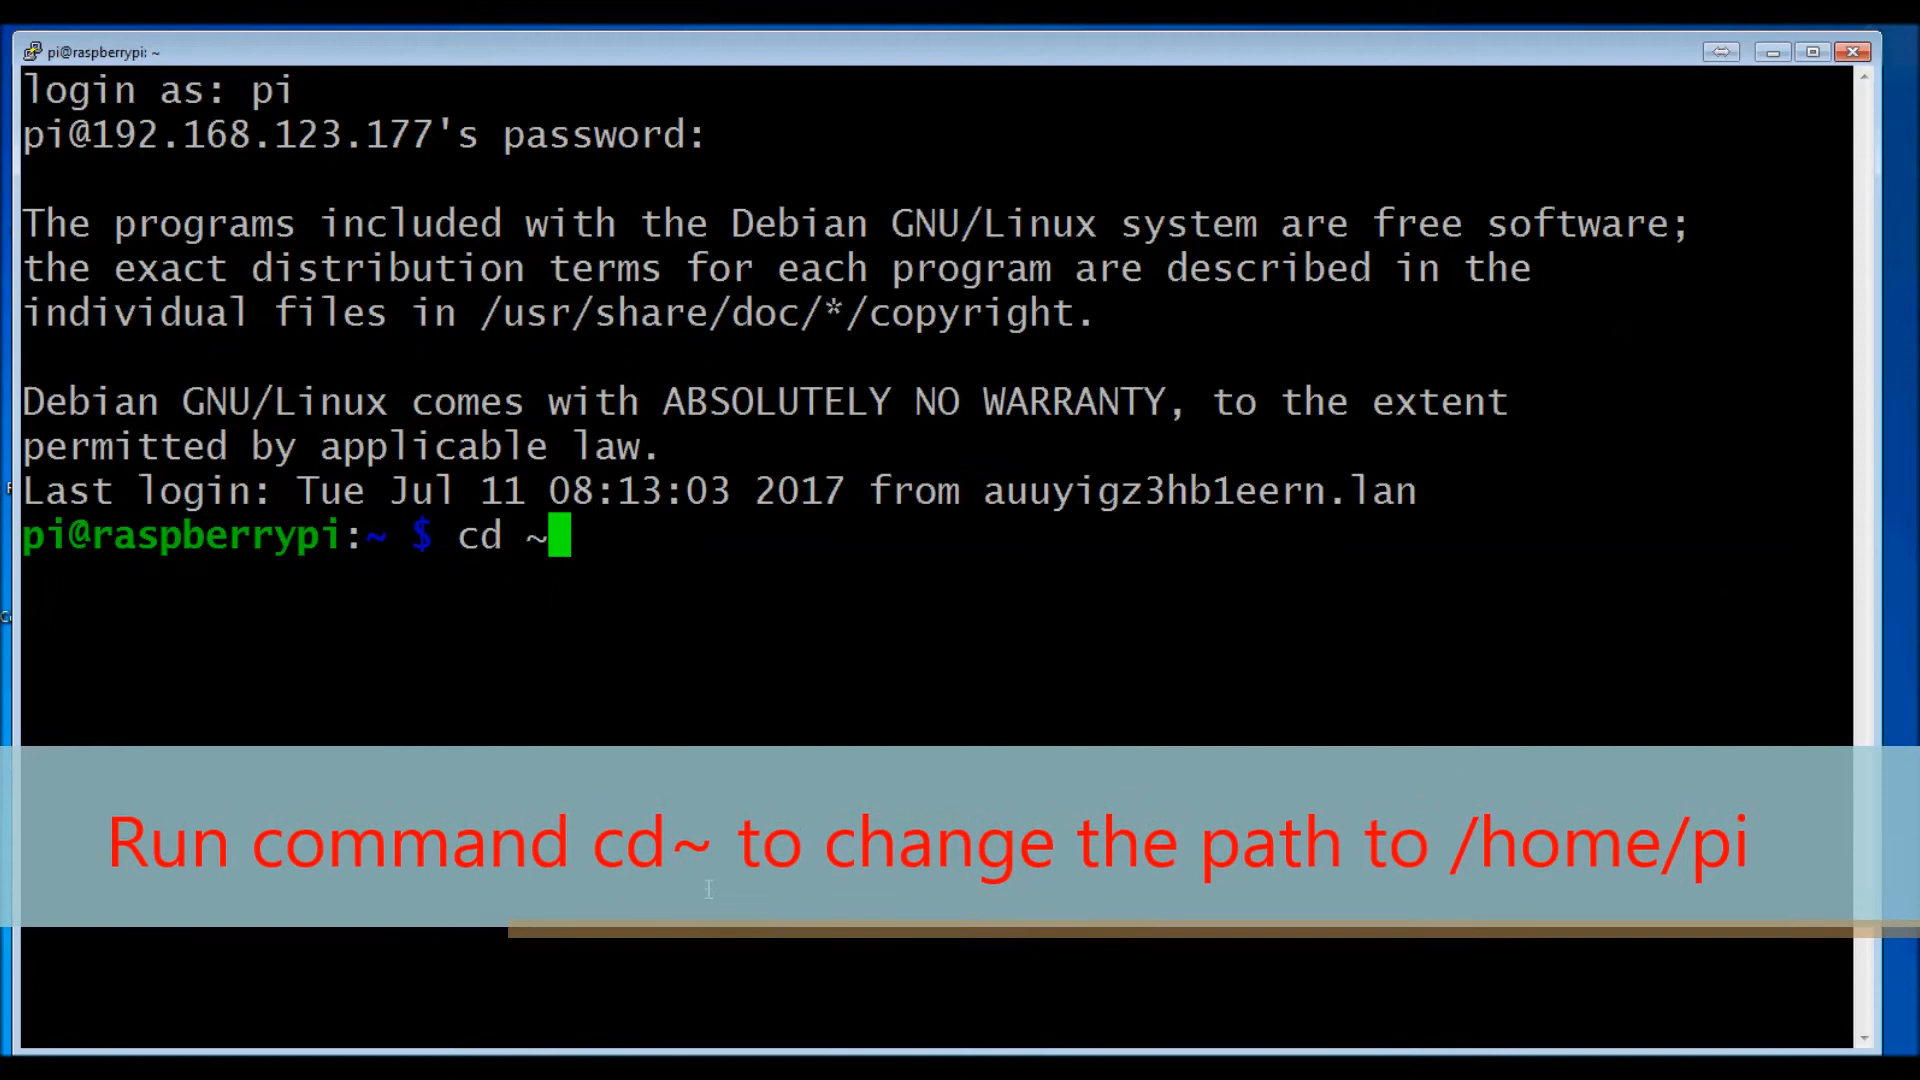 pi@raspberrypi: ~
login as: pi
pi@192.168.123.177's password:
The programs included with the Debian GNU/Linux system are free software;
the exact distribution terms for each program are described in the
individual files in /usr/share/doc/*/copyright.
Debian GNU/Linux comes with ABSOLUTELY NO WARRANTY, to the extent
permitted by applicable law.
Last login: Tue Jul 11 08:13:03 2017 from auuyigz3hb1eern.lan
pi@raspberrypi:~ $ cd ~
Run command cd~ to change the path to /home/pi